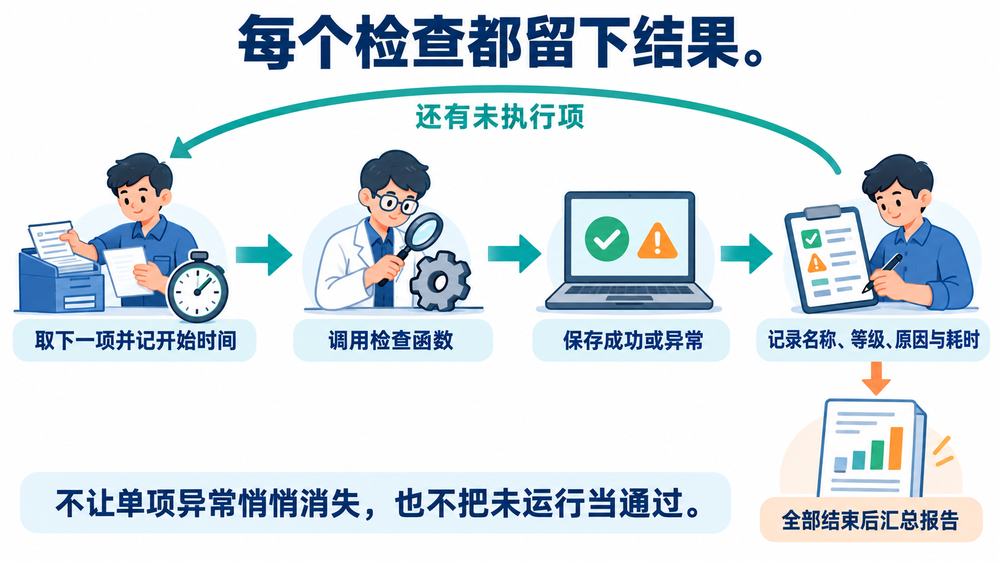 每个检查都留下结果。
还有未执行项
取下一项并记开始时间
调用检查函数
保存成功或异常
记录名称、等级、原因与耗时
不让单项异常悄悄消失，也不把未运行当通过。
全部结束后汇总报告